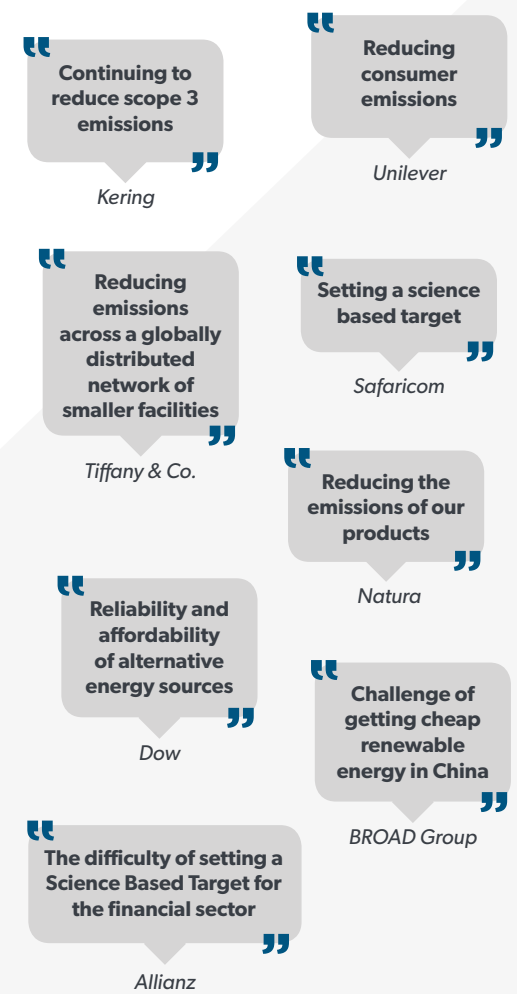 “
Continuing to
reduce scope 3
emissions
”
Kering
“
Reducing
consumer
emissions
”
Unilever
“
Reducing
emissions
across a globally
distributed
network of
smaller facilities
”
Tiffany & Co.
“
Setting a science
based target
”
Safaricom
“
Reducing the
emissions of our
products
”
Natura
“
Reliability and
affordability
of alternative
energy sources
”
Dow
“
Challenge of
getting cheap
renewable
energy in China
”
BROAD Group
“
The difficulty of setting a
Science Based Target for
the financial sector
”
Allianz